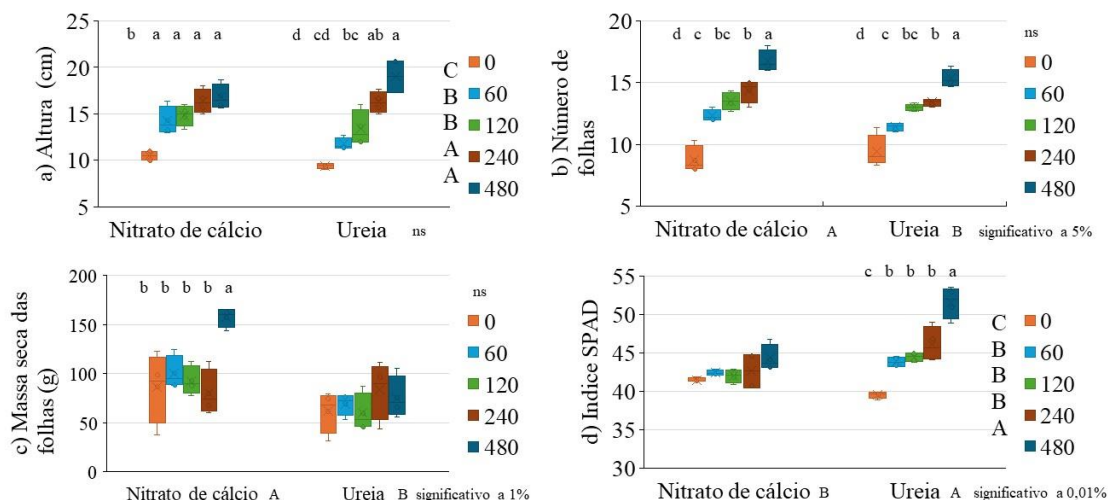 a) Altura (cm)
25
20
15
10
5
b a a a a
d cd bc ab a
C 0
B 60
B 120
A 240
A 480
Nitrato de cálcio Ureia ns
b) Número de
folhas
20
15
10
5
d c bc b a
d c bc b a
ns
0
60
120
240
480
Nitrato de cálcio A Ureia B significativo a 5%
c) Massa seca das
folhas (g)
200
150
100
50
0
b b b b a
ns
0
60
120
240
480
Nitrato de cálcio A Ureia B significativo a 1%
d) Indice SPAD
55
50
45
40
35
30
c b b b a
C 0
B 60
B 120
B 240
A 480
Nitrato de cálcio B Ureia A significativo a 0,01%